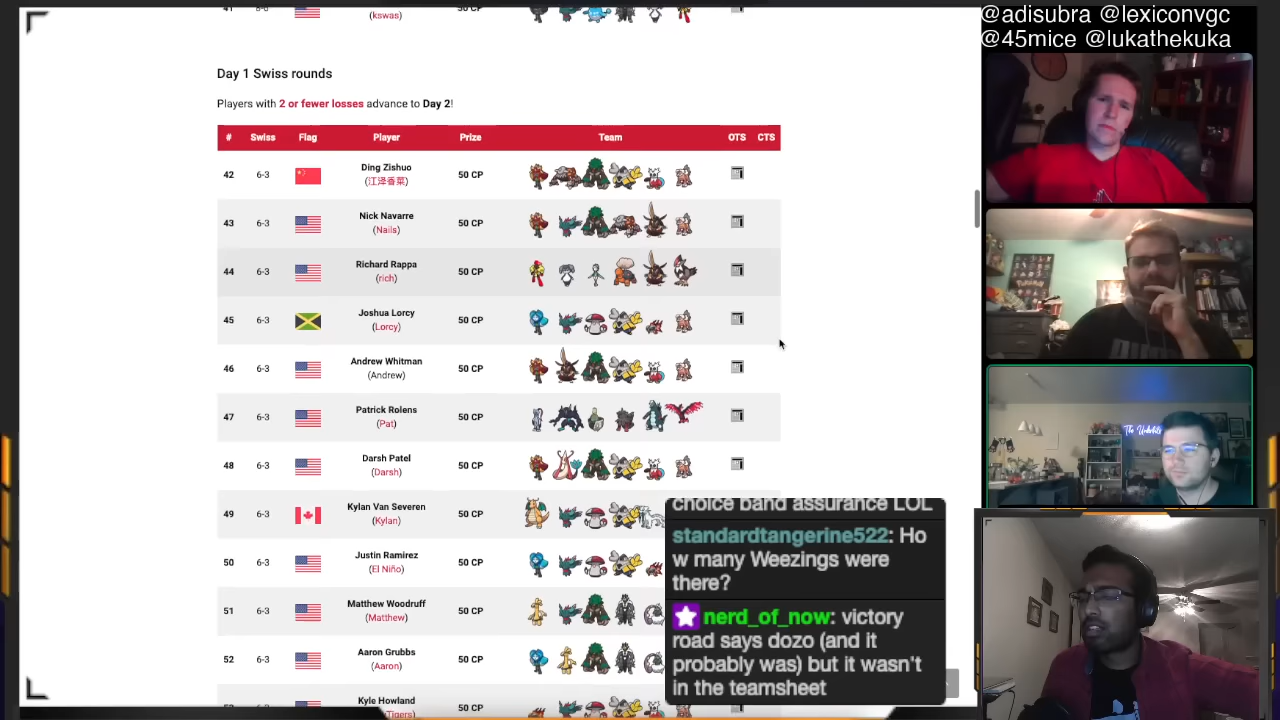 @adisubra @lexiconvgc
@45mice @lukathekuka
(kswas)
50 CP
Day 1 Swiss rounds
Players with 2 or fewer losses advance to Day 2!
# Swiss Flag Player Prize Team OTS CTS
42 6-3 Ding Zishuo (江泽香菜) 50 CP
43 6-3 Nick Navarre (Nails) 50 CP
44 6-3 Richard Rappa (rich) 50 CP
45 6-3 Joshua Lorcy (Lorcy) 50 CP
46 6-3 Andrew Whitman (Andrew) 50 CP
47 6-3 Patrick Rolens (Pat) 50 CP
48 6-3 Darsh Patel (Darsh) 50 CP
49 6-3 Kylan Van Severen (Kylan) 50 CP
50 6-3 Justin Ramirez (El Niño) 50 CP
51 6-3 Matthew Woodruff (Matthew) 50 CP
52 6-3 Aaron Grubbs (Aaron) 50 CP
Kyle Howland
choice band assurance LOL
standardtangerine522: Ho
w many Weezings were
there?
nerd_of_now: victory
road says dozo (and it
probably was) but it wasn't
in the teamsheet